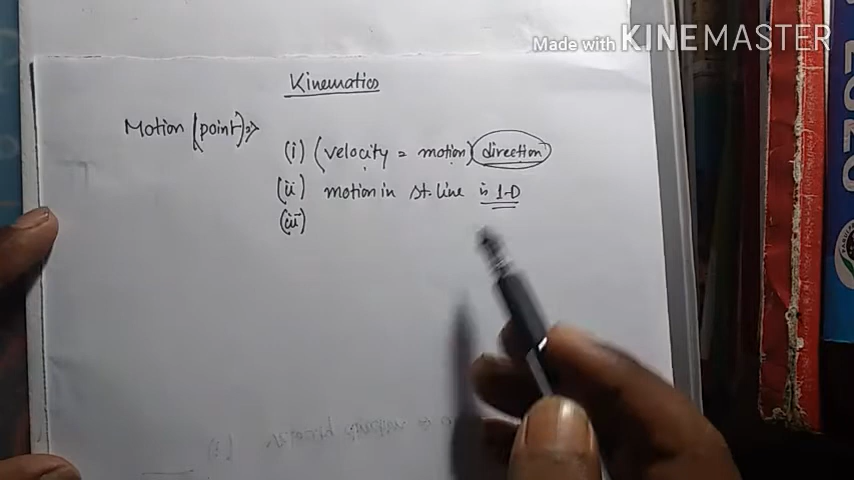 Made with KINEMASTER
Kinematics
Motion (point) ⇒
(i) (velocity = motion) direction
(ii) motion in st. line is 1-D
(iii)